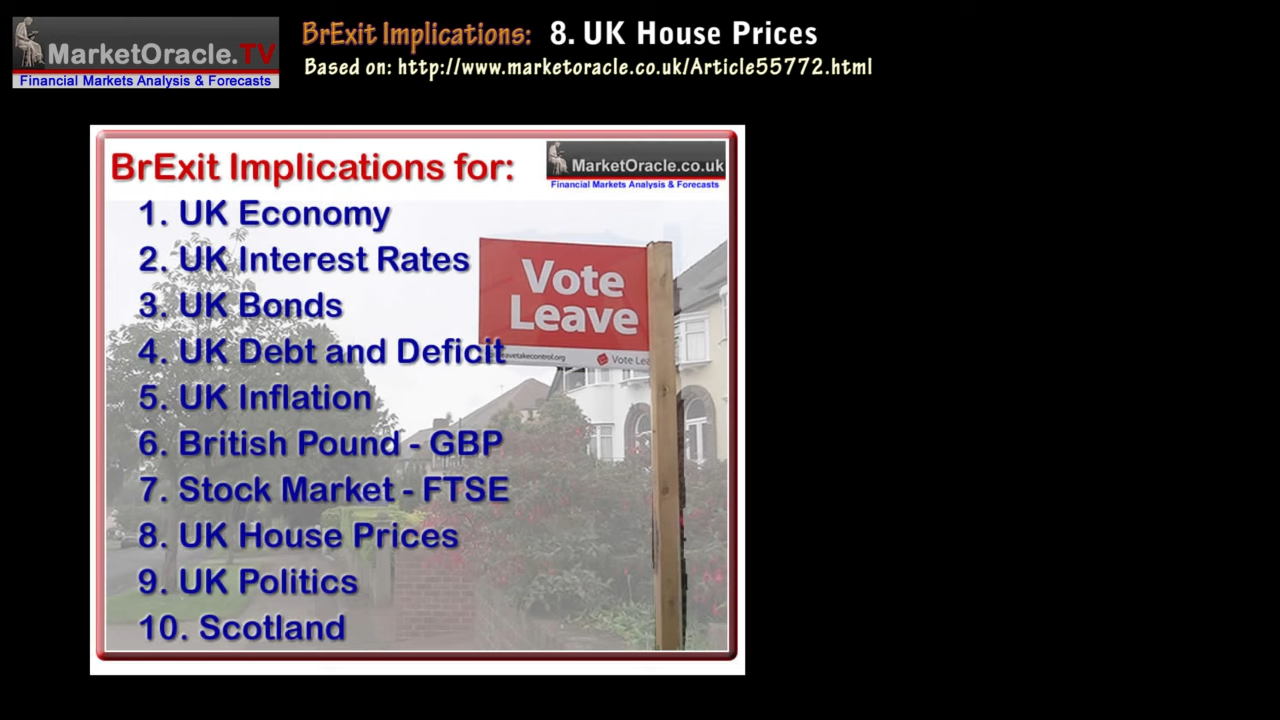 MarketOracle.TV
Financial Markets Analysis & Forecasts
BrExit Implications: 8. UK House Prices
Based on: http://www.marketoracle.co.uk/Article55772.html
BrExit Implications for:
MarketOracle.co.uk
Financial Markets Analysis & Forecasts
1. UK Economy
2. UK Interest Rates
3. UK Bonds
4. UK Debt and Deficit
5. UK Inflation
6. British Pound - GBP
7. Stock Market - FTSE
8. UK House Prices
9. UK Politics
10. Scotland
Vote
Leave
Vote